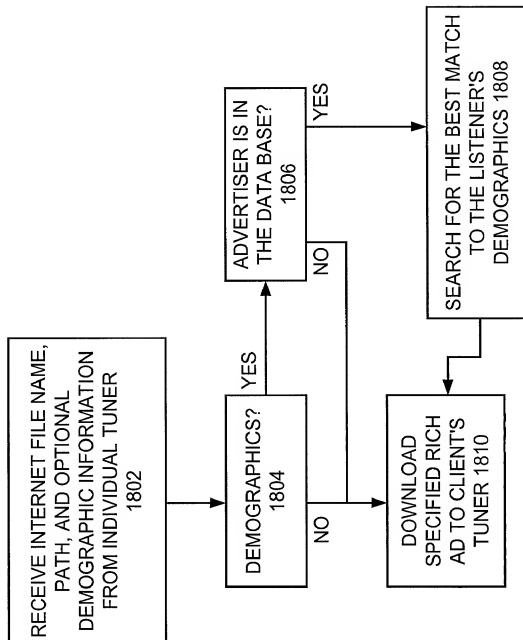 RECEIVE INTERNET FILE NAME,
PATH, AND OPTIONAL
DEMOGRAPHIC INFORMATION
FROM INDIVIDUAL TUNER
1802
DEMOGRAPHICS?
1804
YES
NO
ADVERTISER IS IN
THE DATA BASE?
1806
NO
YES
DOWNLOAD
SPECIFIED RICH
AD TO CLIENT'S
TUNER 1810
SEARCH FOR THE BEST MATCH
TO THE LISTENER'S
DEMOGRAPHICS 1808